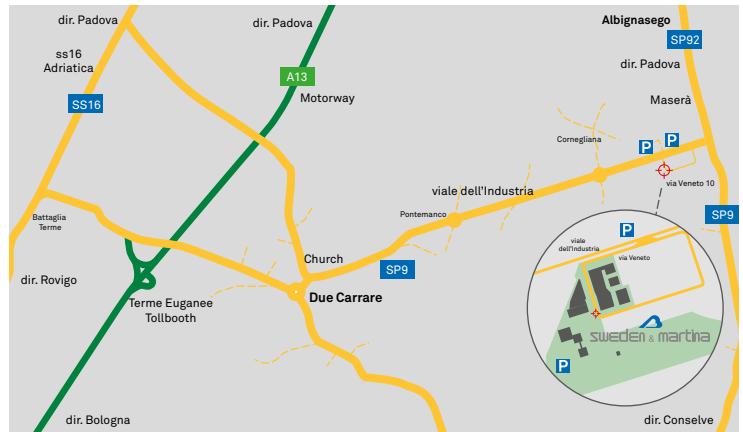 dir. Padova
dir. Padova
Albignasego
SP92
ss16
Adriatica
dir. Padova
A13
SS16
Motorway
Maserà
Cornegliana
P
P
via Veneto 10
viale dell'Industria
Battaglia
Terme
Pontemanco
SP9
P
viale
dell'Industria
via Veneto
Church
SP9
dir. Rovigo
Terme Euganee
Tollbooth
Due Carrare
sweden & martina
P
dir. Bologna
dir. Conselve